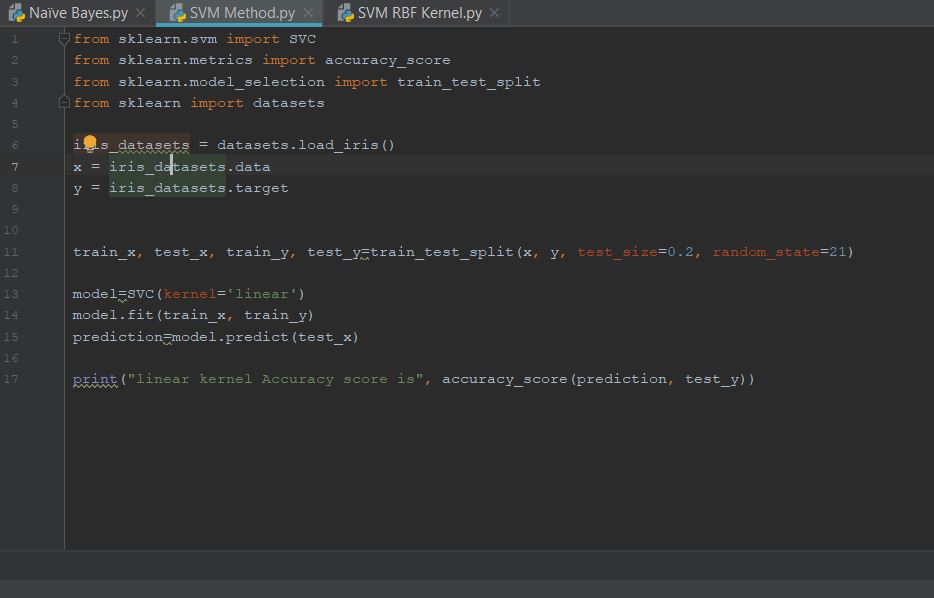 Naïve Bayes.py × SVM Method.py × SVM RBF Kernel.py ×
1 from sklearn.svm import SVC
2 from sklearn.metrics import accuracy_score
3 from sklearn.model_selection import train_test_split
4 from sklearn import datasets
5
6 iris_datasets = datasets.load_iris()
7 x = iris_datasets.data
8 y = iris_datasets.target
9
10
11 train_x, test_x, train_y, test_y=train_test_split(x, y, test_size=0.2, random_state=21)
12
13 model=SVC(kernel='linear')
14 model.fit(train_x, train_y)
15 prediction=model.predict(test_x)
16
17 print("linear kernel Accuracy score is", accuracy_score(prediction, test_y))